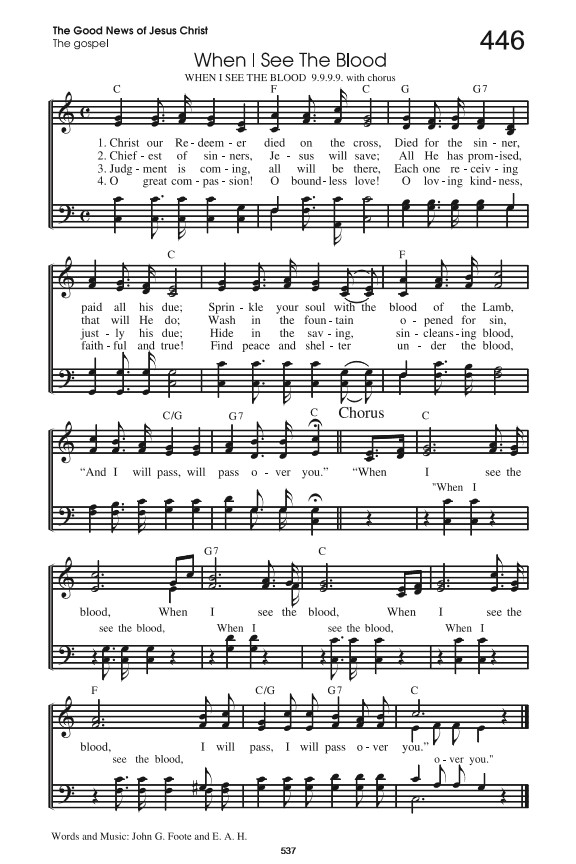 The Good News of Jesus Christ
The gospel
446
When I See The Blood
WHEN I SEE THE BLOOD 9.9.9.9. with chorus
C F C G G7
1. Christ our Re - deem - er died on the cross, Died for the sin - ner,
2. Chief - est of sin - ners, Je - sus will save; All He has prom - ised,
3. Judg - ment is com - ing, all will be there, Each one re - ceiv - ing
4. O great com - pas - sion! O bound - less love! O lov - ing kind - ness,
C F
paid all his due; Sprin - kle your soul with the blood of the Lamb,
that will He do; Wash in the foun - tain o - pened for sin,
just - ly his due; Hide in the sav - ing, sin - cleans - ing blood,
faith - ful and true! Find peace and shel - ter un - der the blood,
C/G G7 C Chorus C
“And I will pass, will pass o - ver you.” “When I see the
"When I
G7 C
blood, When I see the blood, When I see the
see the blood, When I see the blood, When I
F C/G G7 C
blood, I will pass, I will pass o - ver you.”
see the blood, o - ver you."
Words and Music: John G. Foote and E. A. H.
537